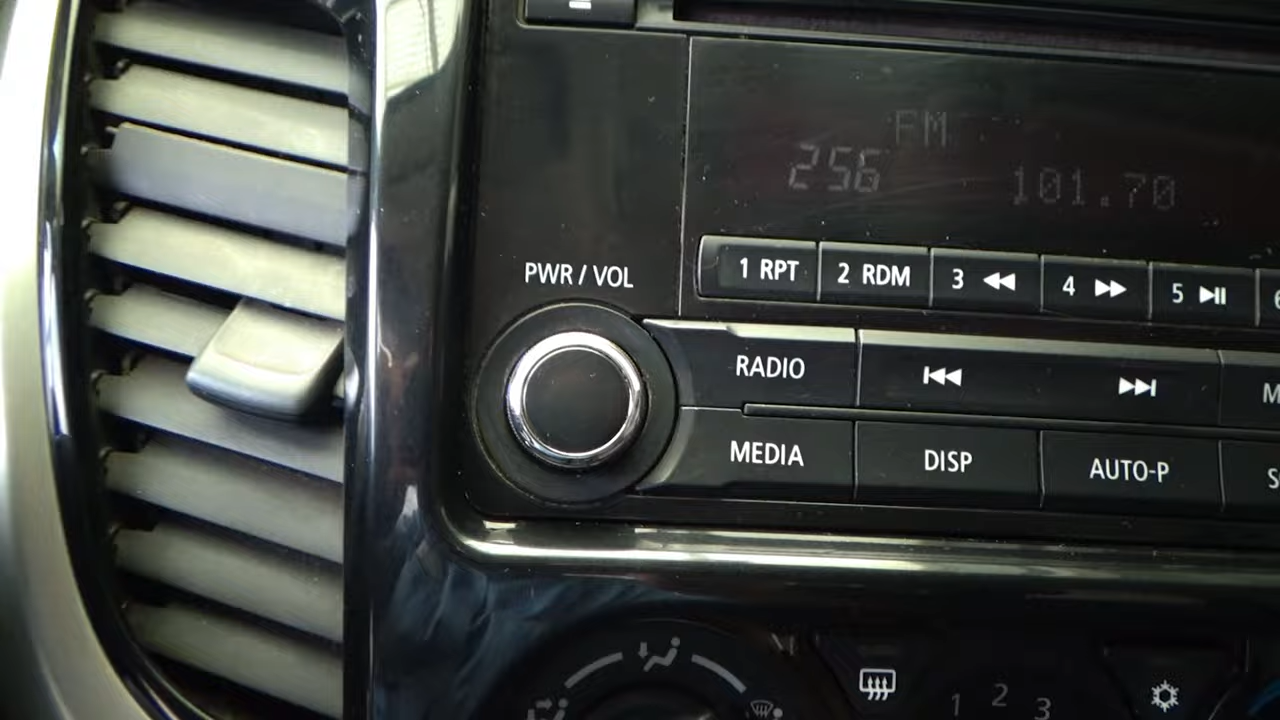 FM
256 101.70
PWR / VOL
1 RPT 2 RDM 3 4 5
RADIO
MEDIA DISP AUTO-P
1 2 3